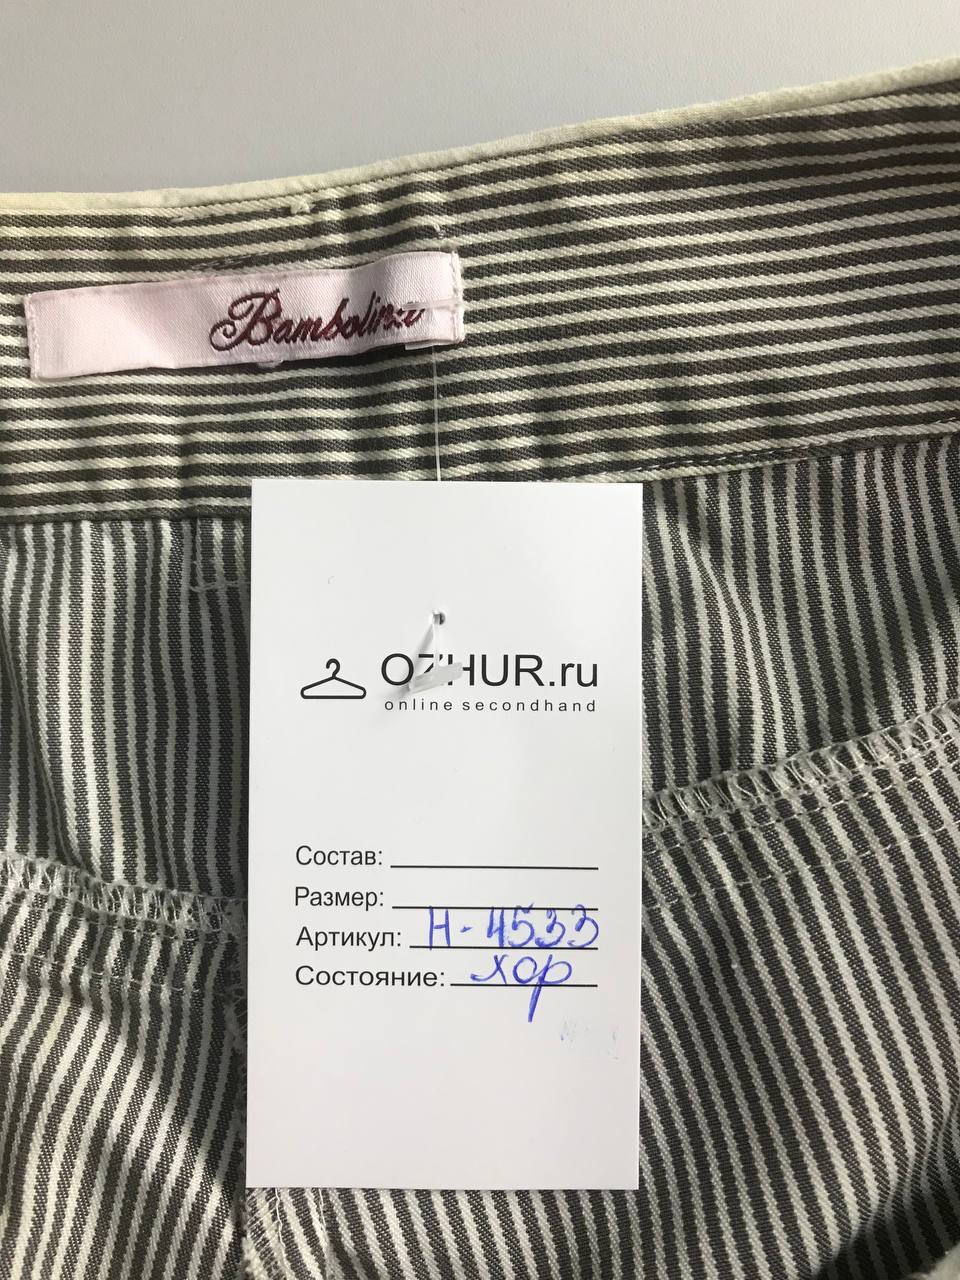 Bambolina
OZHUR.ru
online secondhand
Состав:
Размер:
Артикул: Н-4533
Состояние: хор